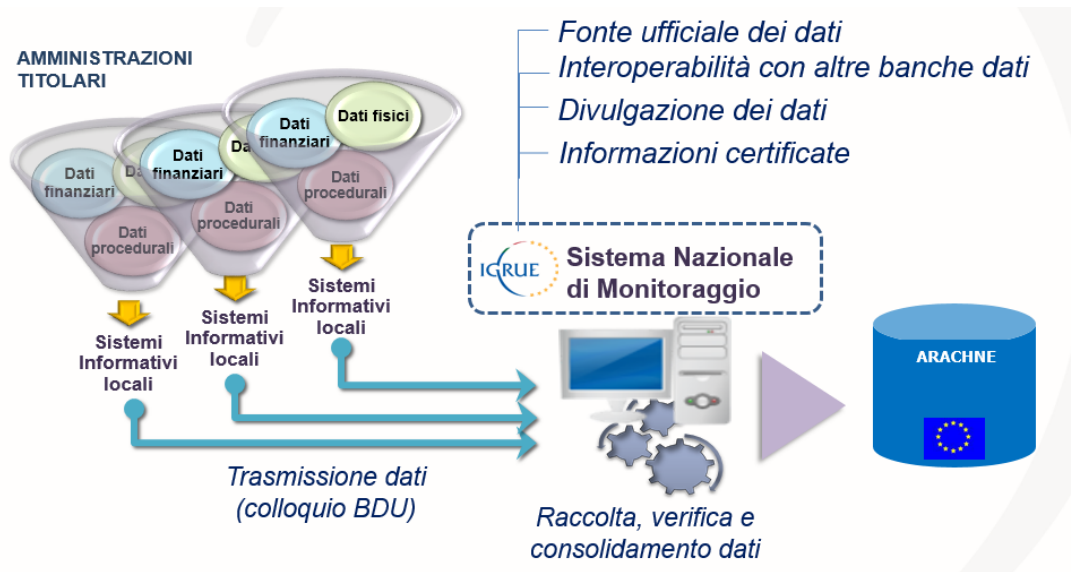 AMMINISTRAZIONI
TITOLARI
Dati
finanziari
Dati
procedurali
Dati
finanziari
Da
Dati
procedurali
Dati
finanziari
Dati fisici
Dati
procedurali
Sistemi
Informativi
locali
Sistemi
Informativi
locali
Sistemi
Informativi
locali
Trasmissione dati
(colloquio BDU)
Fonte ufficiale dei dati
Interoperabilità con altre banche dati
Divulgazione dei dati
Informazioni certificate
IGRUE
Sistema Nazionale
di Monitoraggio
Raccolta, verifica e
consolidamento dati
ARACHNE